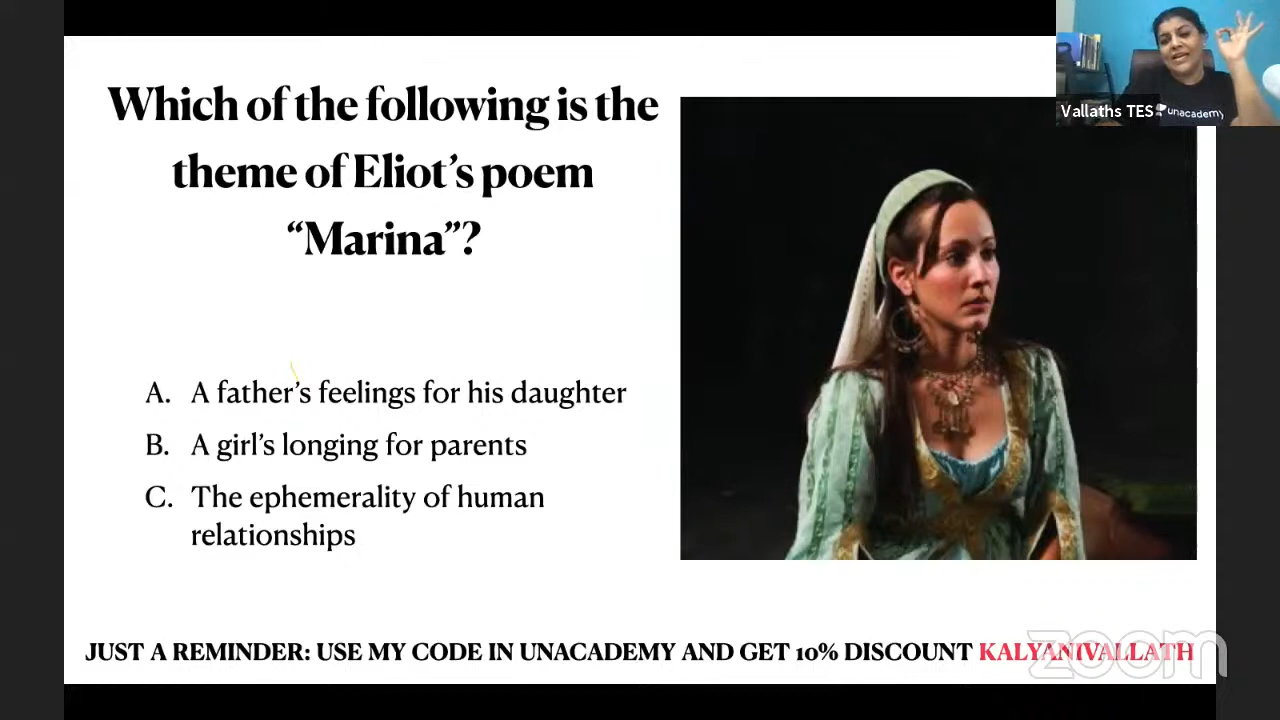 Which of the following is the
theme of Eliot’s poem
“Marina”?
A. A father’s feelings for his daughter
B. A girl’s longing for parents
C. The ephemerality of human
relationships
JUST A REMINDER: USE MY CODE IN UNACADEMY AND GET 10% DISCOUNT KALYANIVALLATH
Vallaths TES
unacademy
zoom